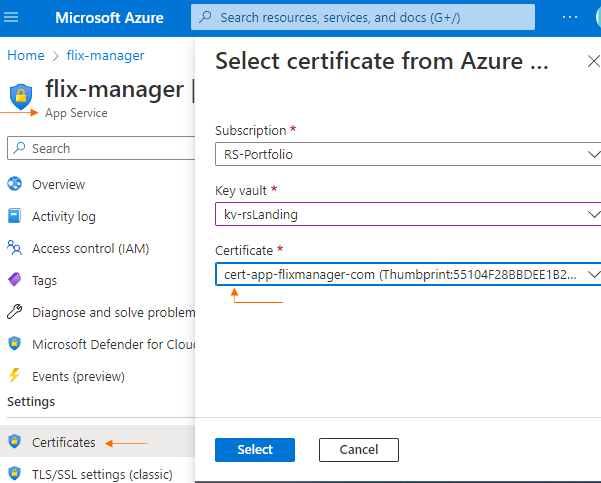 Microsoft Azure
Search resources, services, and docs (G+/)
...
Home > flix-manager >
flix-manager |
App Service
Search
Overview
Activity log
Access control (IAM)
Tags
Diagnose and solve problem
Microsoft Defender for Clou
Events (preview)
Settings
Certificates
TLS/SSL settings (classic)
Select certificate from Azure ...
Subscription *
RS-Portfolio
Key vault *
kv-rsLanding
Certificate *
cert-app-flixmanager-com (Thumbprint:55104F28BBDEE1B2...
Select
Cancel